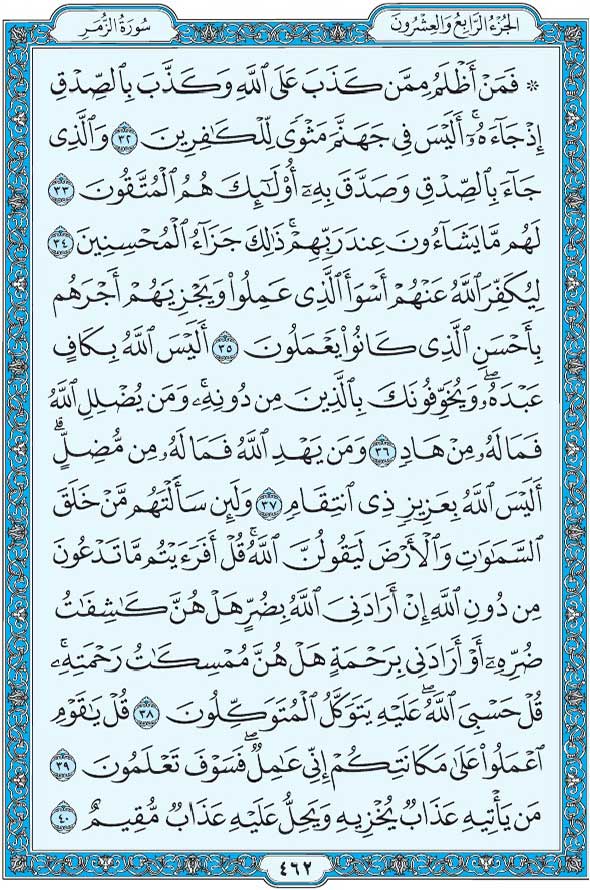 الجزء الرابع والعشرون
سورة الزمر
۞ فَمَنْ أَظْلَمُ مِمَّن كَذَبَ عَلَى ٱللَّهِ وَكَذَّبَ بِٱلصِّدْقِ
إِذْ جَآءَهُۥٓ ۚ أَلَيْسَ فِى جَهَنَّمَ مَثْوًى لِّلْكَٰفِرِينَ ٣٢ وَٱلَّذِى
جَآءَ بِٱلصِّدْقِ وَصَدَّقَ بِهِۦٓ أُو۟لَٰٓئِكَ هُمُ ٱلْمُتَّقُونَ ٣٣
لَهُم مَّا يَشَآءُونَ عِندَ رَبِّهِمْ ۚ ذَٰلِكَ جَزَآءُ ٱلْمُحْسِنِينَ ٣٤
لِيُكَفِّرَ ٱللَّهُ عَنْهُمْ أَسْوَأَ ٱلَّذِى عَمِلُوا۟ وَيَجْزِيَهُمْ أَجْرَهُم
بِأَحْسَنِ ٱلَّذِى كَانُوا۟ يَعْمَلُونَ ٣٥ أَلَيْسَ ٱللَّهُ بِكَافٍ
عَبْدَهُۥ ۖ وَيُخَوِّفُونَكَ بِٱلَّذِينَ مِن دُونِهِۦ ۚ وَمَن يُضْلِلِ ٱللَّهُ
فَمَا لَهُۥ مِنْ هَادٍ ٣٦ وَمَن يَهْدِ ٱللَّهُ فَمَا لَهُۥ مِن مُّضِلٍّ ۗ
أَلَيْسَ ٱللَّهُ بِعَزِيزٍ ذِى ٱنتِقَامٍ ٣٧ وَلَئِن سَأَلْتَهُم مَّنْ خَلَقَ
ٱلسَّمَٰوَٰتِ وَٱلْأَرْضَ لَيَقُولُنَّ ٱللَّهُ ۚ قُلْ أَفَرَءَيْتُم مَّا تَدْعُونَ
مِن دُونِ ٱللَّهِ إِنْ أَرَادَنِىَ ٱللَّهُ بِضُرٍّ هَلْ هُنَّ كَٰشِفَٰتُ
ضُرِّهِۦٓ أَوْ أَرَادَنِى بِرَحْمَةٍ هَلْ هُنَّ مُمْسِكَٰتُ رَحْمَتِهِۦ ۚ
قُلْ حَسْبِىَ ٱللَّهُ ۖ عَلَيْهِ يَتَوَكَّلُ ٱلْمُتَوَكِّلُونَ ٣٨ قُلْ يَٰقَوْمِ
ٱعْمَلُوا۟ عَلَىٰ مَكَانَتِكُمْ إِنِّى عَٰمِلٌ ۖ فَسَوْفَ تَعْلَمُونَ ٣٩
مَن يَأْتِيهِ عَذَابٌ يُخْزِيهِ وَيَحِلُّ عَلَيْهِ عَذَابٌ مُّقِيمٌ ٤٠
٤٦٢